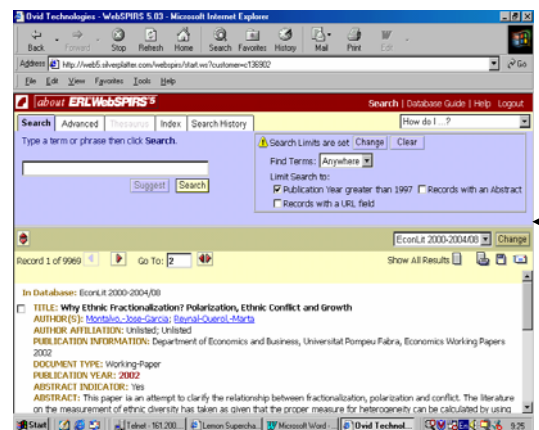 Ovid Technologies - WebSPIRS 5.03 - Microsoft Internet Explorer
Back Forward Stop Refresh Home Search Favorites History Mail Print Edit
Address http://web5.silverplatter.com/webspirs/start.ws?customer=c136902 Go
File Edit View Favorites Tools Help
about ERLWebSPIRS 5 Search | Database Guide | Help Logout
Search Advanced Thesaurus Index Search History How do I ...?
Type a term or phrase then click Search.
Search Limits are set Change Clear
Find Terms: Anywhere
Limit Search to:
Suggest Search
Publication Year greater than 1997 Records with an Abstract
Records with a URL field
EconLit 2000-2004/08 Change
Record 1 of 9969 Go To: 2 Show All Results
In Database: EconLit 2000-2004/08
TITLE: Why Ethnic Fractionalization? Polarization, Ethnic Conflict and Growth
AUTHOR(S): Montalvo,-Jose-Garcia; Reynal-Querol,-Marta
AUTHOR AFFILIATION: Unlisted; Unlisted
PUBLICATION INFORMATION: Department of Economics and Business, Universitat Pompeu Fabra, Economics Working Papers
2002
DOCUMENT TYPE: Working-Paper
PUBLICATION YEAR: 2002
ABSTRACT INDICATOR: Yes
ABSTRACT: This paper is an attempt to clarify the relationship between fractionalization, polarization and conflict. The literature
on the measurement of ethnic diversity has taken as given that the proper measure for heterogeneity can be calculated by using
Start Telnet - 161.200... Lemon Supercha... Microsoft Word - ... Ovid Technol... 9:25